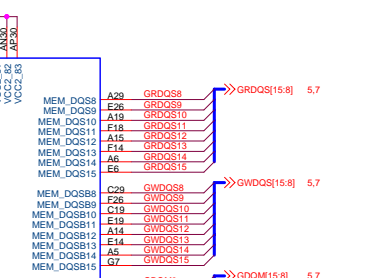 AN30
AP30
VCC2_82
VCC2_83
GRDQS[15:8] 5,7
MEM_DQS8 A29 GRDQS8
MEM_DQS9 E26 GRDQS9
MEM_DQS10 A19 GRDQS10
MEM_DQS11 F18 GRDQS11
MEM_DQS12 A15 GRDQS12
MEM_DQS13 F14 GRDQS13
MEM_DQS14 A6 GRDQS14
MEM_DQS15 E6 GRDQS15
GWDQS[15:8] 5,7
MEM_DQSB8 C29 GWDQS8
MEM_DQSB9 F26 GWDQS9
MEM_DQSB10 C19 GWDQS10
MEM_DQSB11 E19 GWDQS11
MEM_DQSB12 A14 GWDQS12
MEM_DQSB13 E14 GWDQS13
MEM_DQSB14 A5 GWDQS14
MEM_DQSB15 G7 GWDQS15
GDQM[15:8] 5,7